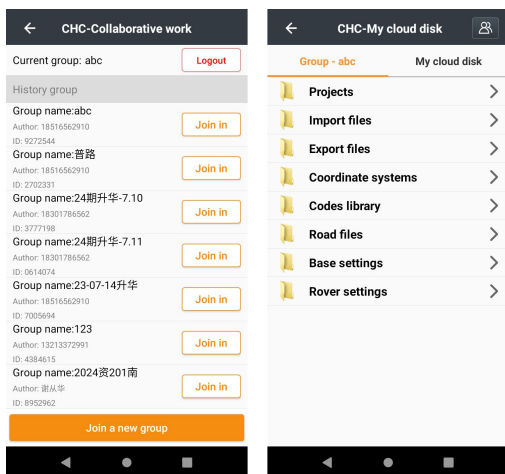 CHC-Collaborative work
Current group: abc
Logout
History group
Group name:abc
Author: 18516562910
ID: 9272544
Join in
Group name:普路
Author: 18516562910
ID: 2702331
Join in
Group name:24期升华-7.10
Author: 18301786562
ID: 3777198
Join in
Group name:24期升华-7.11
Author: 18301786562
ID: 0614074
Join in
Group name:23-07-14升华
Author: 18516562910
ID: 7005694
Join in
Group name:123
Author: 13213372991
ID: 4384615
Join in
Group name:2024资201南
Author: 谢从华
ID: 8952962
Join in
Join a new group
CHC-My cloud disk
Group - abc
My cloud disk
Projects
Import files
Export files
Coordinate systems
Codes library
Road files
Base settings
Rover settings